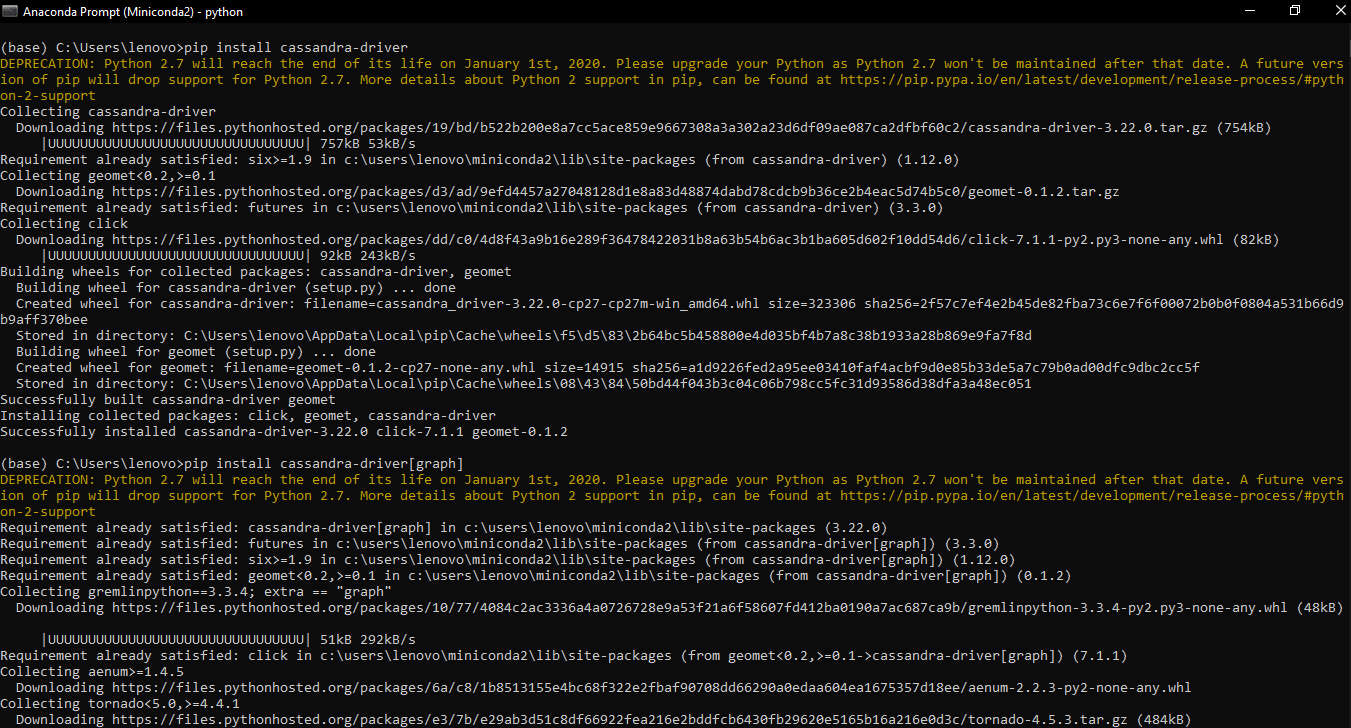 Anaconda Prompt (Miniconda2) - python
(base) C:\Users\lenovo>pip install cassandra-driver
DEPRECATION: Python 2.7 will reach the end of its life on January 1st, 2020. Please upgrade your Python as Python 2.7 won't be maintained after that date. A future vers
ion of pip will drop support for Python 2.7. More details about Python 2 support in pip, can be found at https://pip.pypa.io/en/latest/development/release-process/#pyth
on-2-support
Collecting cassandra-driver
  Downloading https://files.pythonhosted.org/packages/19/bd/b522b200e8a7cc5ace859e9667308a3a302a23d6df09ae087ca2dfbf60c2/cassandra-driver-3.22.0.tar.gz (754kB)
     |UUUUUUUUUUUUUUUUUUUUUUUUUUUUUUUU| 757kB 53kB/s
Requirement already satisfied: six>=1.9 in c:\users\lenovo\miniconda2\lib\site-packages (from cassandra-driver) (1.12.0)
Collecting geomet<0.2,>=0.1
  Downloading https://files.pythonhosted.org/packages/d3/ad/9efd4457a27048128d1e8a83d48874dabd78cdcb9b36ce2b4eac5d74b5c0/geomet-0.1.2.tar.gz
Requirement already satisfied: futures in c:\users\lenovo\miniconda2\lib\site-packages (from cassandra-driver) (3.3.0)
Collecting click
  Downloading https://files.pythonhosted.org/packages/dd/c0/4d8f43a9b16e289f36478422031b8a63b54b6ac3b1ba605d602f10dd54d6/click-7.1.1-py2.py3-none-any.whl (82kB)
     |UUUUUUUUUUUUUUUUUUUUUUUUUUUUUUUU| 92kB 243kB/s
Building wheels for collected packages: cassandra-driver, geomet
  Building wheel for cassandra-driver (setup.py) ... done
  Created wheel for cassandra-driver: filename=cassandra_driver-3.22.0-cp27-cp27m-win_amd64.whl size=323306 sha256=2f57c7ef4e2b45de82fba73c6e7f6f00072b0b0f0804a531b66d9
b9aff370bee
  Stored in directory: C:\Users\lenovo\AppData\Local\pip\Cache\wheels\f5\d5\83\2b64bc5b458800e4d035bf4b7a8c38b1933a28b869e9fa7f8d
  Building wheel for geomet (setup.py) ... done
  Created wheel for geomet: filename=geomet-0.1.2-cp27-none-any.whl size=14915 sha256=a1d9226fed2a95ee03410faf4acbf9d0e85b33de5a7c79b0ad00dfc9dbc2cc5f
  Stored in directory: C:\Users\lenovo\AppData\Local\pip\Cache\wheels\08\43\84\50bd44f043b3c04c06b798cc5fc31d93586d38dfa3a48ec051
Successfully built cassandra-driver geomet
Installing collected packages: click, geomet, cassandra-driver
Successfully installed cassandra-driver-3.22.0 click-7.1.1 geomet-0.1.2
(base) C:\Users\lenovo>pip install cassandra-driver[graph]
DEPRECATION: Python 2.7 will reach the end of its life on January 1st, 2020. Please upgrade your Python as Python 2.7 won't be maintained after that date. A future vers
ion of pip will drop support for Python 2.7. More details about Python 2 support in pip, can be found at https://pip.pypa.io/en/latest/development/release-process/#pyth
on-2-support
Requirement already satisfied: cassandra-driver[graph] in c:\users\lenovo\miniconda2\lib\site-packages (3.22.0)
Requirement already satisfied: futures in c:\users\lenovo\miniconda2\lib\site-packages (from cassandra-driver[graph]) (3.3.0)
Requirement already satisfied: six>=1.9 in c:\users\lenovo\miniconda2\lib\site-packages (from cassandra-driver[graph]) (1.12.0)
Requirement already satisfied: geomet<0.2,>=0.1 in c:\users\lenovo\miniconda2\lib\site-packages (from cassandra-driver[graph]) (0.1.2)
Collecting gremlinpython==3.3.4; extra == "graph"
  Downloading https://files.pythonhosted.org/packages/10/77/4084c2ac3336a4a0726728e9a53f21a6f58607fd412ba0190a7ac687ca9b/gremlinpython-3.3.4-py2.py3-none-any.whl (48kB)
     |UUUUUUUUUUUUUUUUUUUUUUUUUUUUUUUU| 51kB 292kB/s
Requirement already satisfied: click in c:\users\lenovo\miniconda2\lib\site-packages (from geomet<0.2,>=0.1->cassandra-driver[graph]) (7.1.1)
Collecting aenum>=1.4.5
  Downloading https://files.pythonhosted.org/packages/6a/c8/1b8513155e4bc68f322e2fbaf90708dd66290a0edaa604ea1675357d18ee/aenum-2.2.3-py2-none-any.whl
Collecting tornado<5.0,>=4.4.1
  Downloading https://files.pythonhosted.org/packages/e3/7b/e29ab3d51c8df66922fea216e2bddfcb6430fb29620e5165b16a216e0d3c/tornado-4.5.3.tar.gz (484kB)